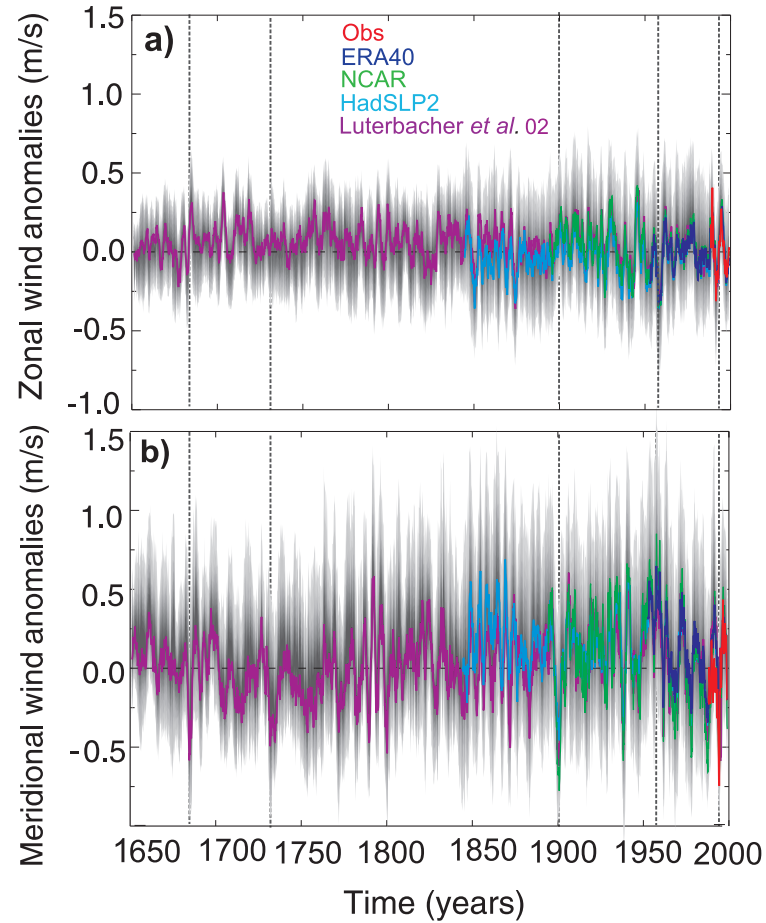 a)
Obs
ERA40
NCAR
HadSLP2
Luterbacher et al. 02
Zonal wind anomalies (m/s)
1.5
1.0
0.5
0.0
-0.5
-1.0
b)
Meridional wind anomalies (m/s)
1.5
1.0
0.5
0.0
-0.5
1650 1700 1750 1800 1850 1900 1950 2000
Time (years)